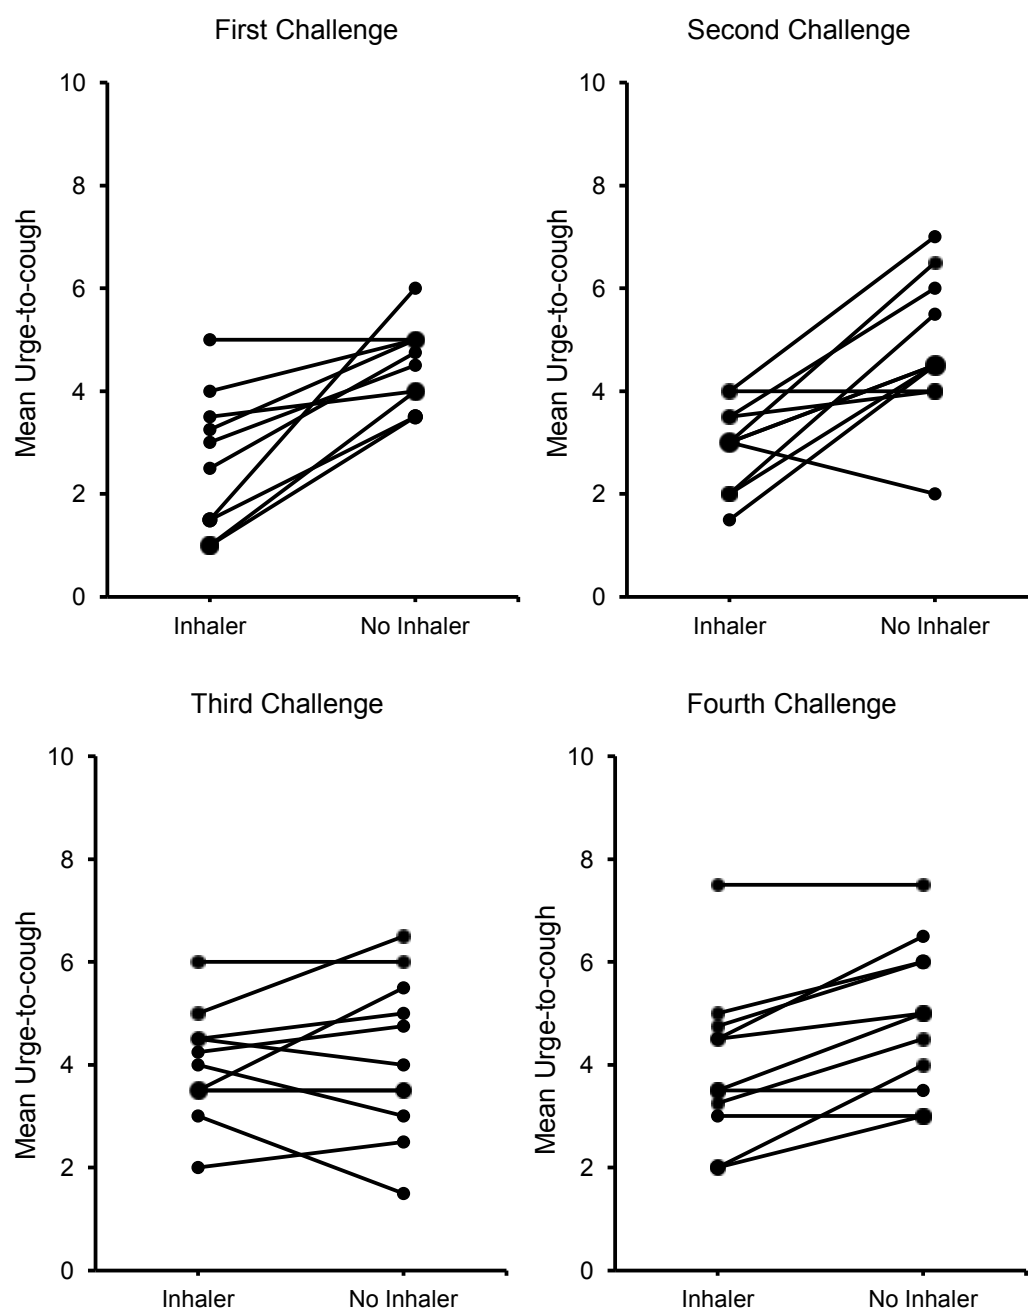 First Challenge
Second Challenge
10
8
6
4
2
0
Mean Urge-to-cough
Inhaler
No Inhaler
10
8
6
4
2
0
Mean Urge-to-cough
Inhaler
No Inhaler
Third Challenge
Fourth Challenge
10
8
6
4
2
0
Mean Urge-to-cough
Inhaler
No Inhaler
10
8
6
4
2
0
Mean Urge-to-cough
Inhaler
No Inhaler